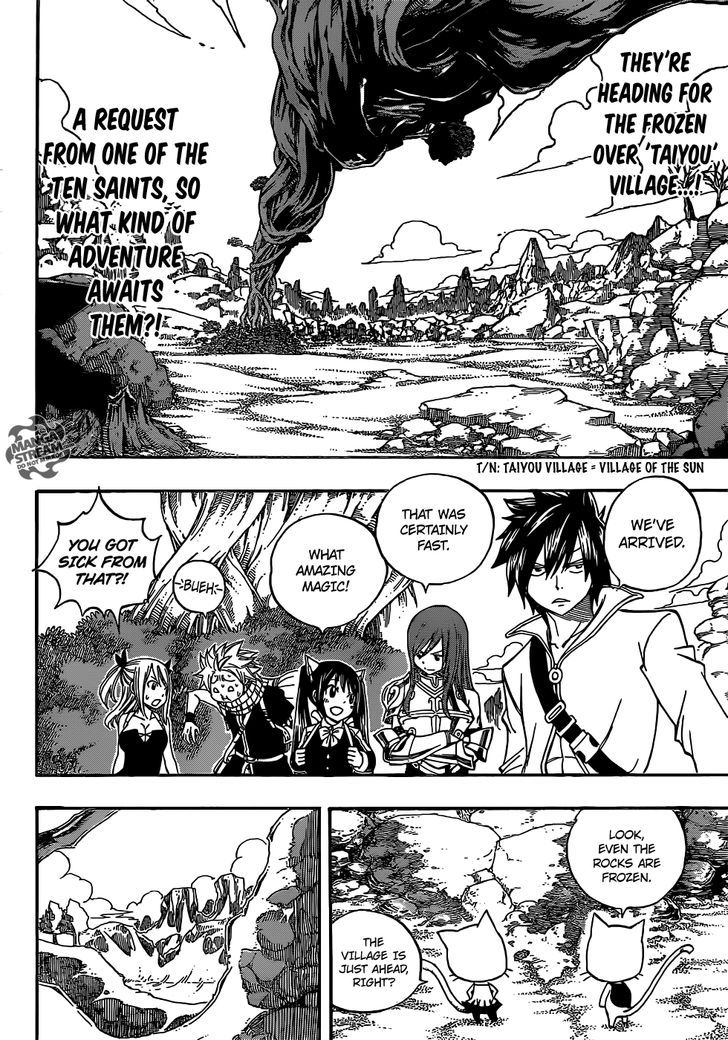 THEY'RE
HEADING FOR
THE FROZEN
OVER 'TAIYOU'
VILLAGE...!
A REQUEST
FROM ONE OF THE
TEN SAINTS, SO
WHAT KIND OF
ADVENTURE
AWAITS
THEM?!
MANGA
STREAM
T/N: TAIYOU VILLAGE = VILLAGE OF THE SUN
WE'VE
ARRIVED.
THAT WAS
CERTAINLY
FAST.
WHAT
AMAZING
MAGIC!
BUEH
YOU GOT
SICK FROM
THAT?!
LOOK,
EVEN THE
ROCKS ARE
FROZEN.
THE
VILLAGE IS
JUST AHEAD,
RIGHT?